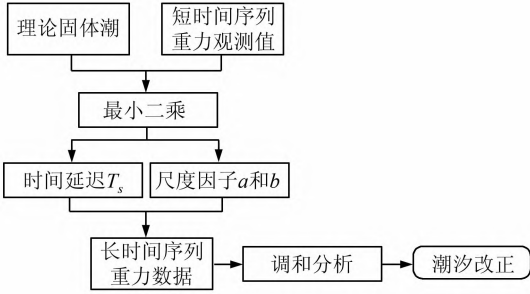 理论固体潮
短时间序列
重力观测值
最小二乘
时间延迟Ts
尺度因子a和b
长时间序列
重力数据
调和分析
潮汐改正